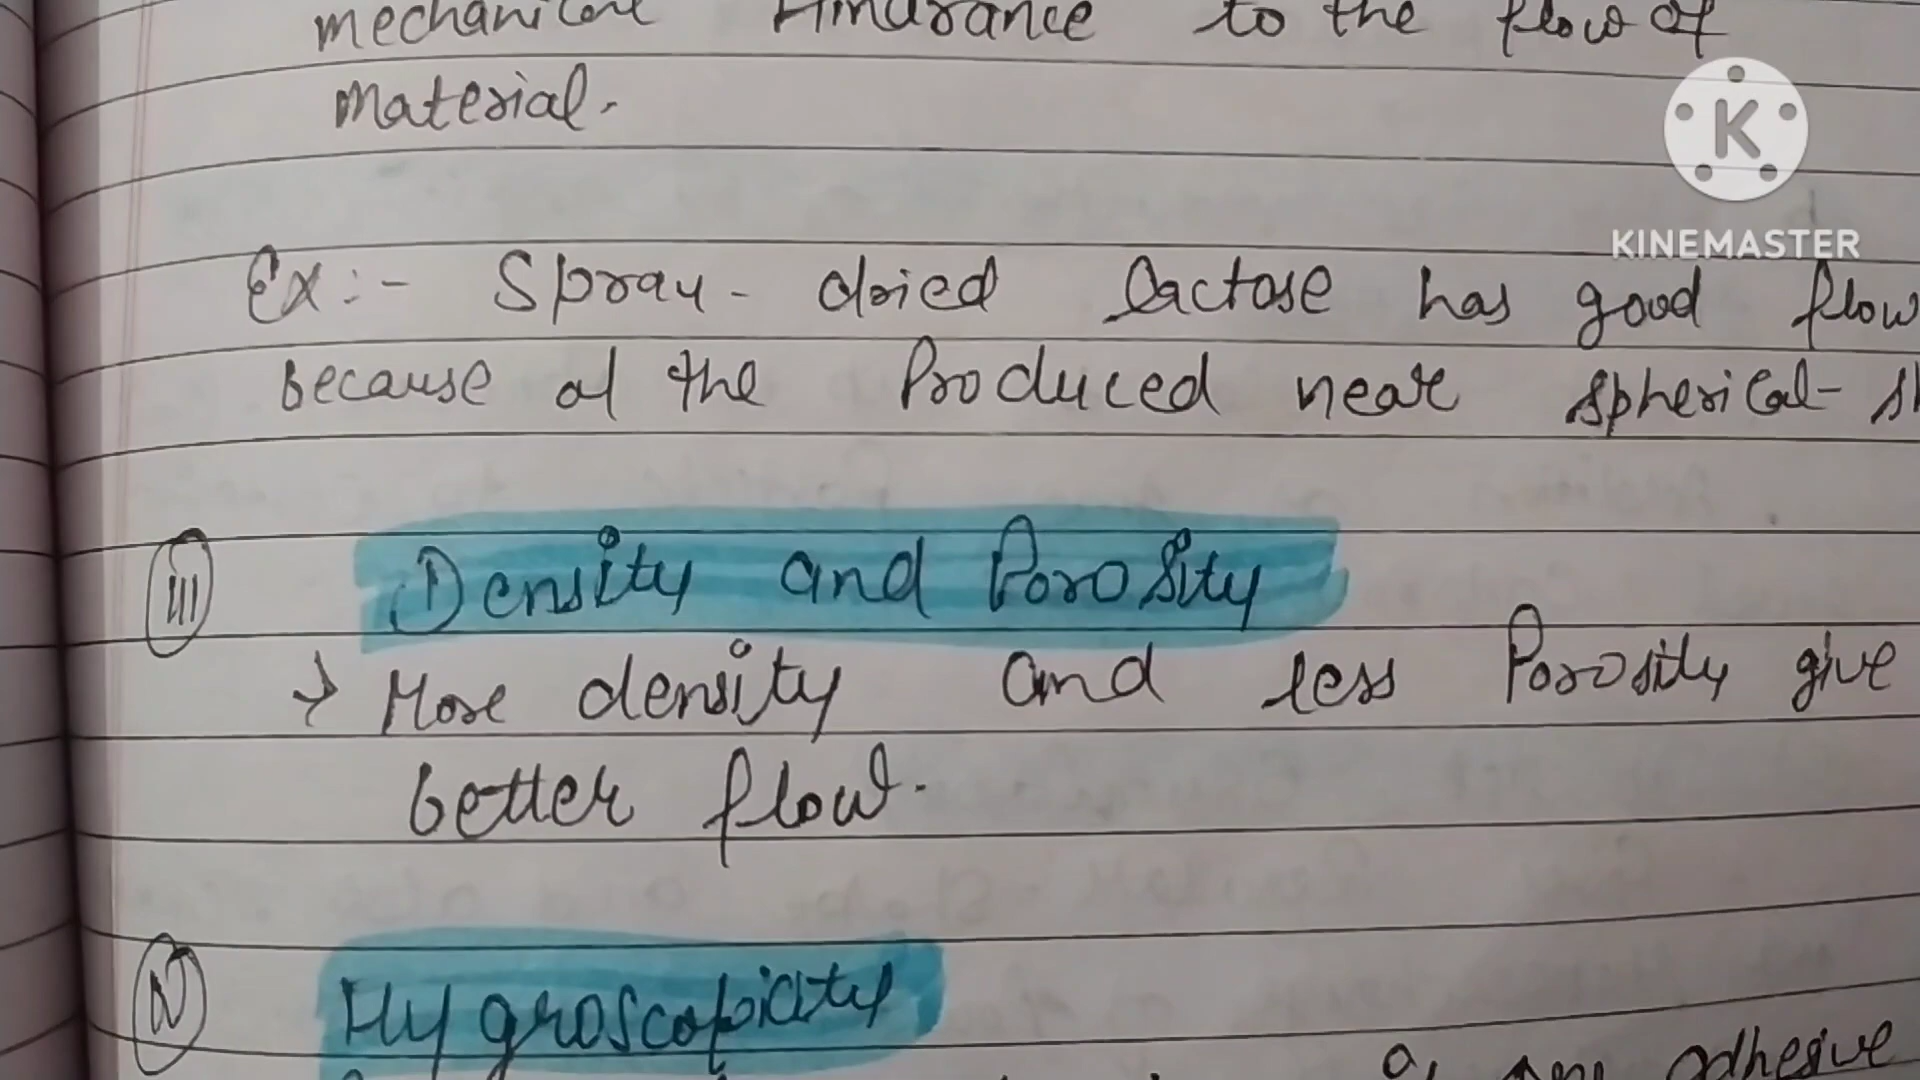 mechanical Hindrance to the flow of
material.
KINEMASTER
Ex:- Spray-dried lactose has good flow
because of the Produced near spherical-
III Density and Porosity
→ More density and less Porosity give
better flow.
IV Hygroscopicity
adhesive